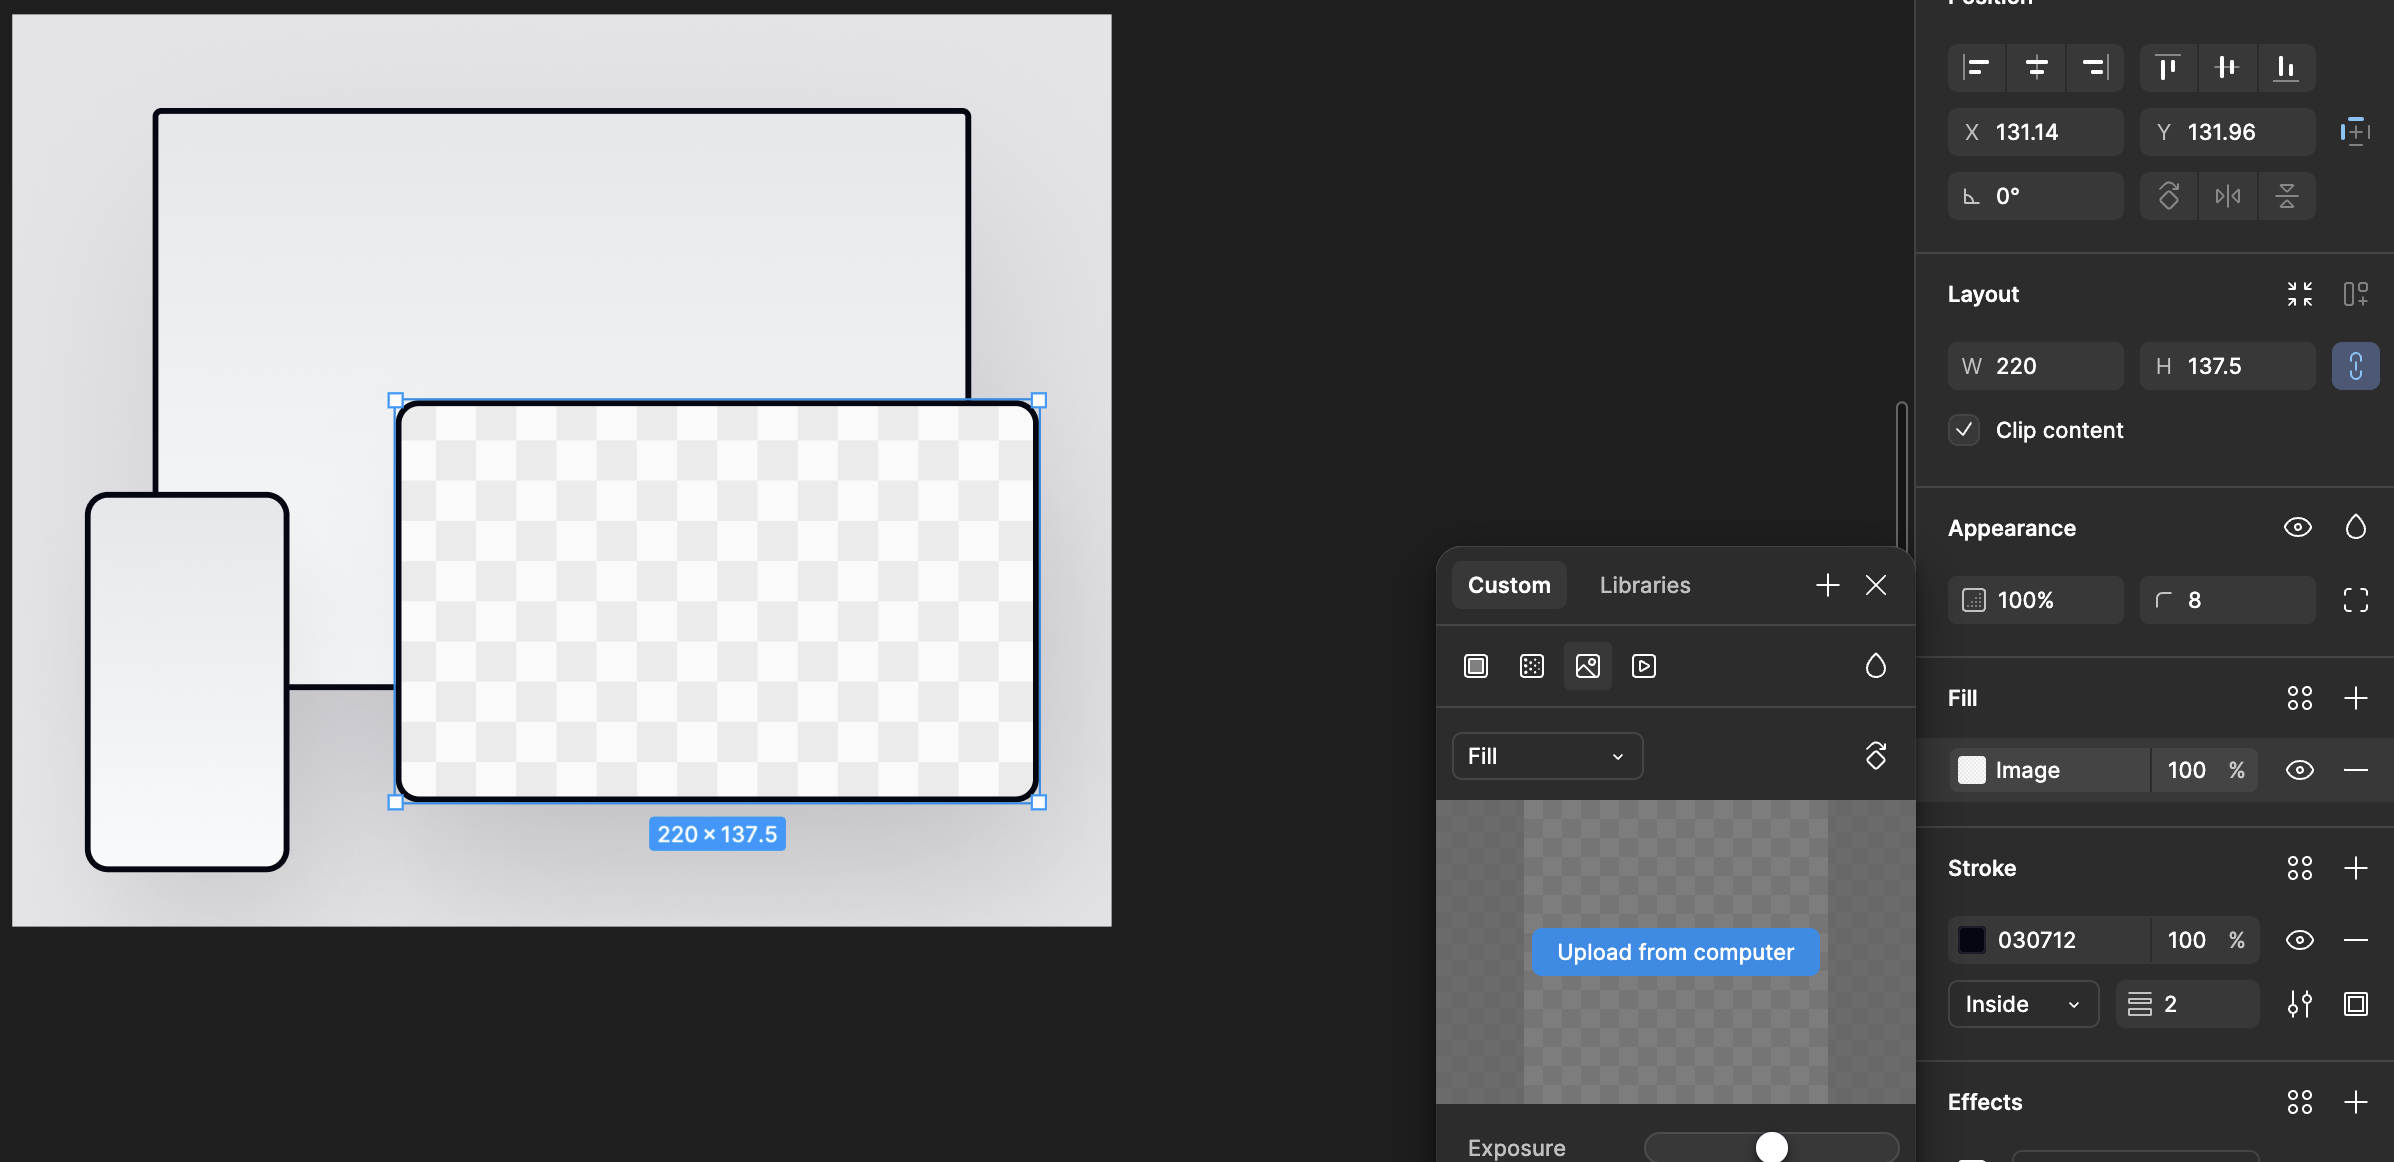 Position
X 131.14
Y 131.96
0°
Layout
W 220
H 137.5
Clip content
Appearance
100%
8
Fill
Image 100 %
Stroke
030712 100 %
Inside
2
Effects
220 × 137.5
Custom
Libraries
Fill
Upload from computer
Exposure